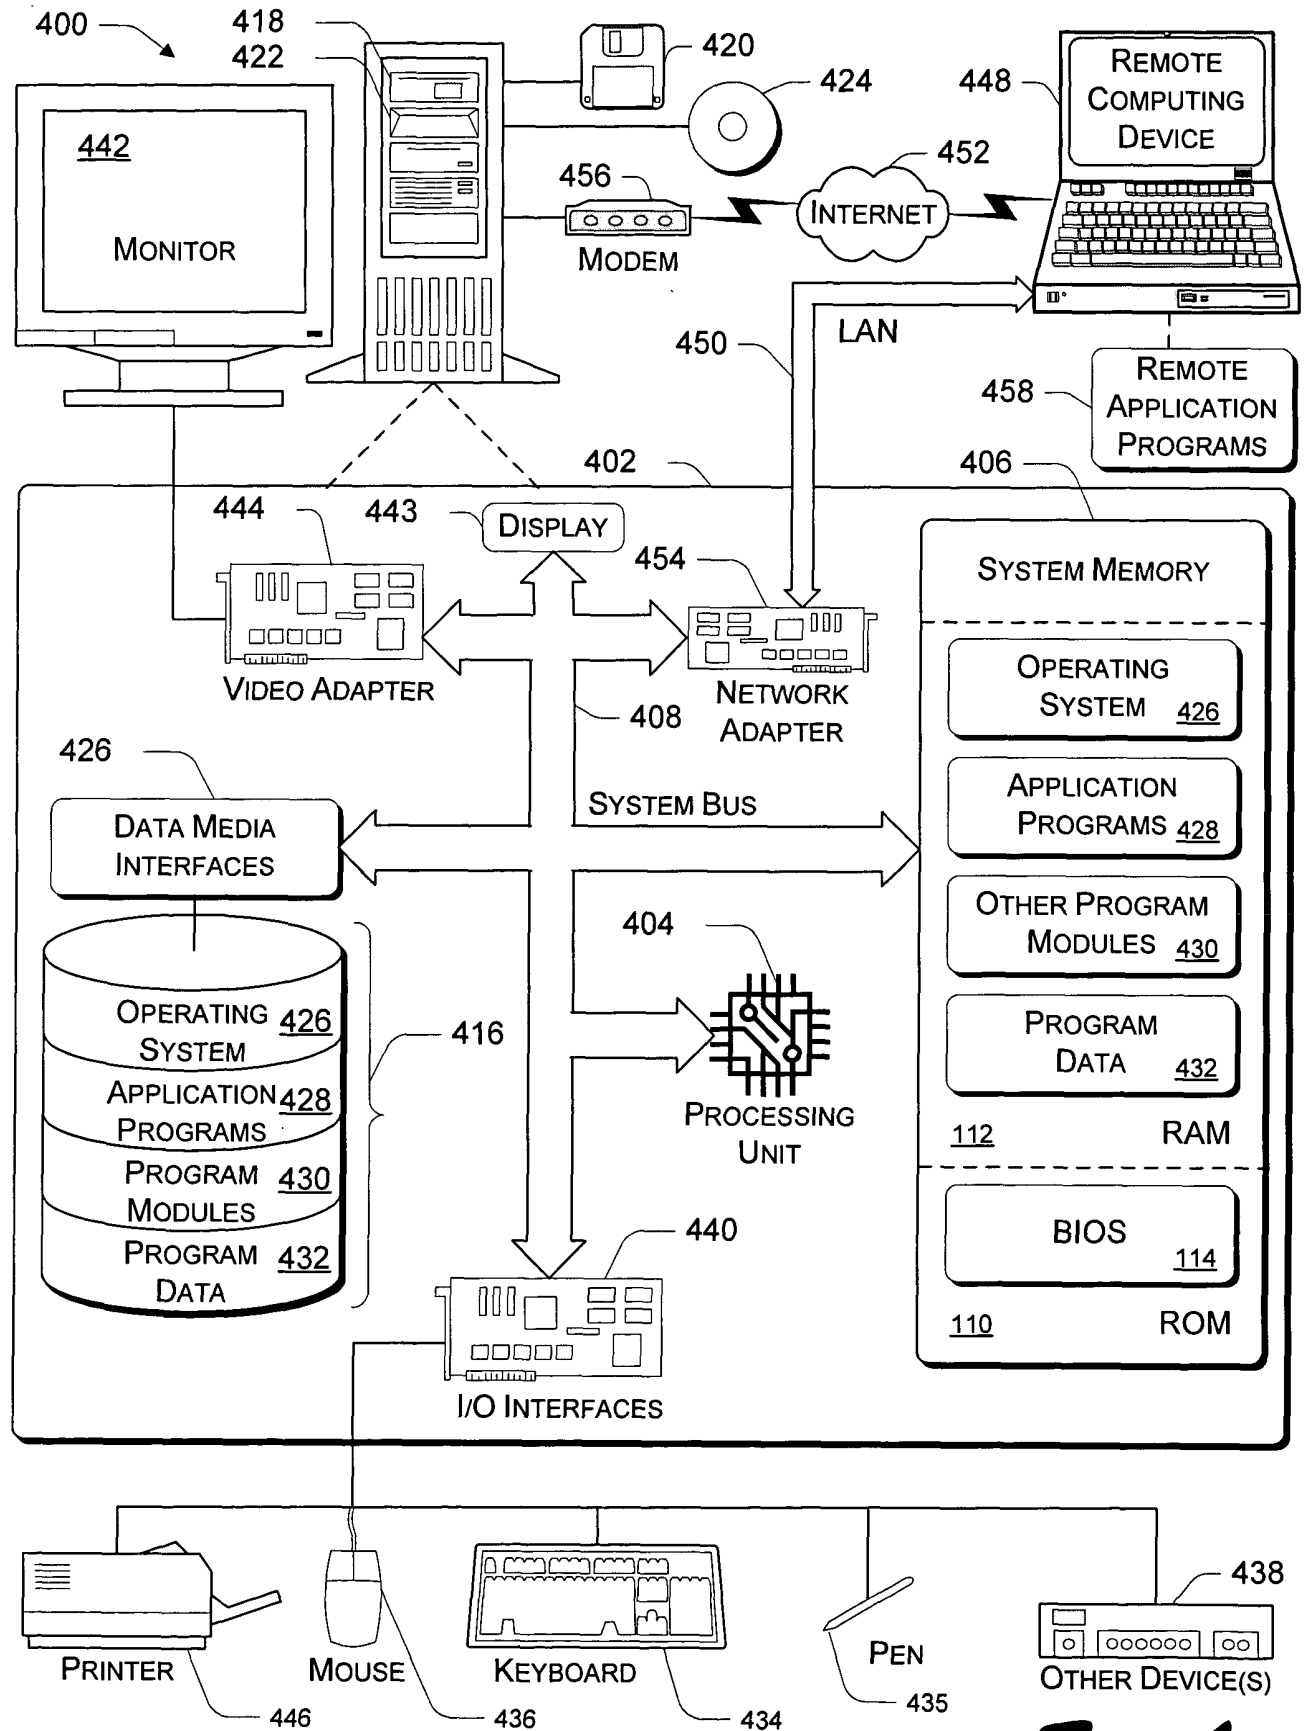 400
418
422
420
424
448
REMOTE
COMPUTING
DEVICE
442
MONITOR
456
MODEM
452
INTERNET
LAN
450
458
REMOTE
APPLICATION
PROGRAMS
402
406
444
443
DISPLAY
454
SYSTEM MEMORY
VIDEO ADAPTER
NETWORK
ADAPTER
408
OPERATING
SYSTEM 426
426
DATA MEDIA
INTERFACES
SYSTEM BUS
APPLICATION
PROGRAMS 428
OTHER PROGRAM
MODULES 430
404
PROCESSING
UNIT
PROGRAM
DATA 432
112 RAM
BIOS
114
110 ROM
OPERATING
SYSTEM 426
APPLICATION
PROGRAMS 428
PROGRAM
MODULES 430
PROGRAM
DATA 432
416
440
I/O INTERFACES
PRINTER
446
MOUSE
436
KEYBOARD
434
PEN
435
438
OTHER DEVICE(S)